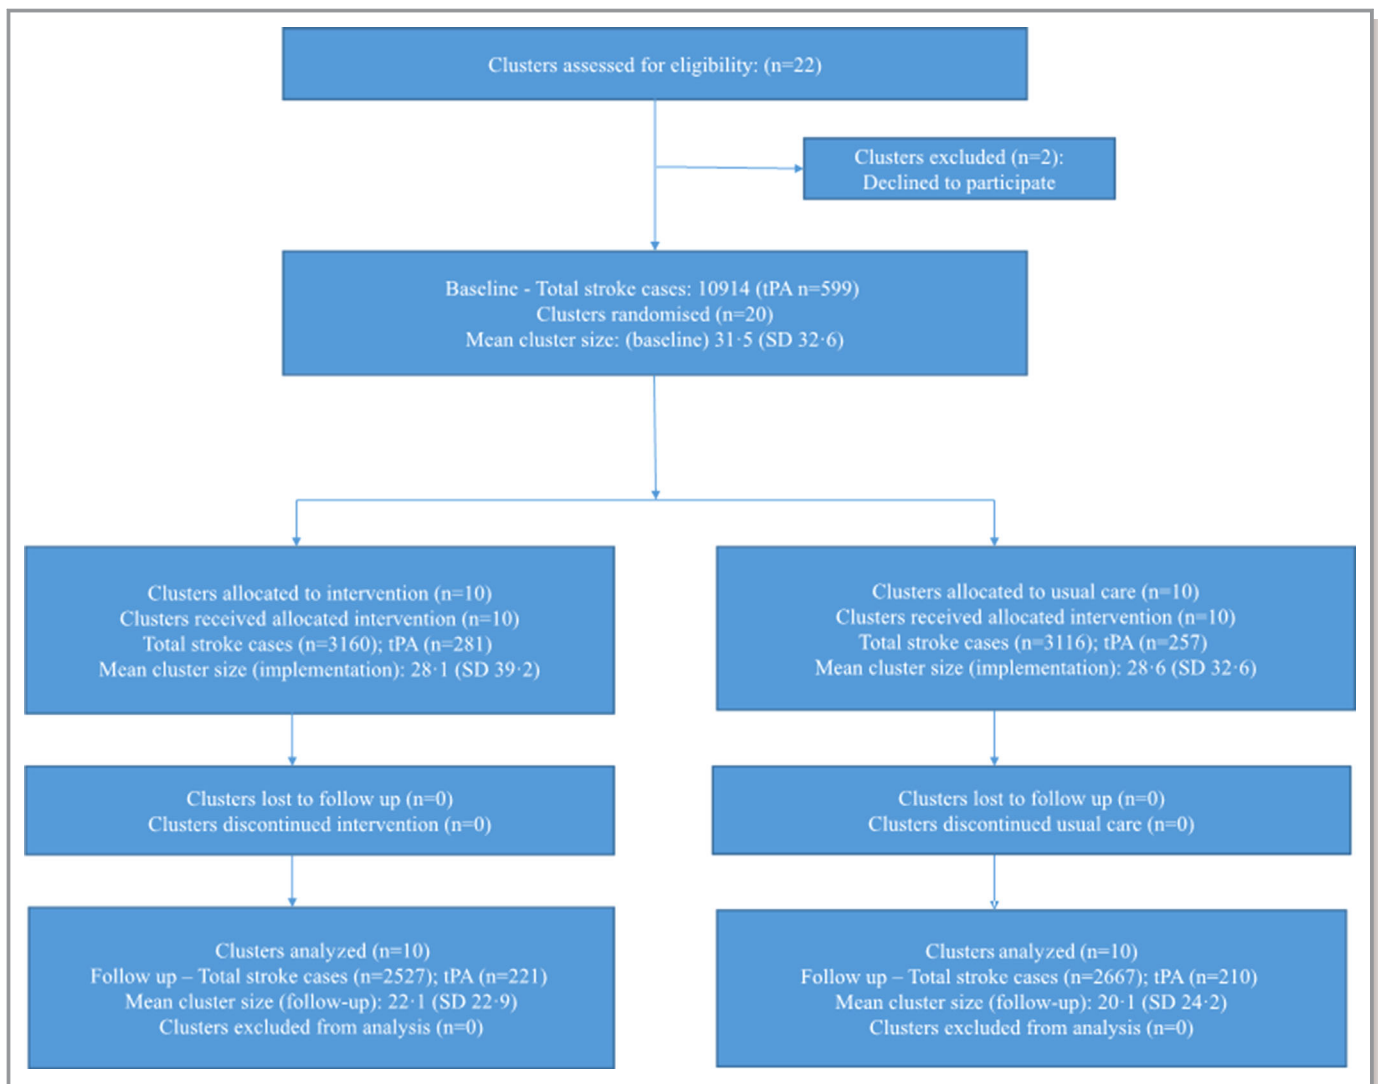 Clusters assessed for eligibility: (n=22)
Clusters excluded (n=2):
Declined to participate
Baseline - Total stroke cases: 10914 (tPA n=599)
Clusters randomised (n=20)
Mean cluster size: (baseline) 31·5 (SD 32·6)
Clusters allocated to intervention (n=10)
Clusters received allocated intervention (n=10)
Total stroke cases (n=3160); tPA (n=281)
Mean cluster size (implementation): 28·1 (SD 39·2)
Clusters allocated to usual care (n=10)
Clusters received allocated intervention (n=10)
Total stroke cases (n=3116); tPA (n=257)
Mean cluster size (implementation): 28·6 (SD 32·6)
Clusters lost to follow up (n=0)
Clusters discontinued intervention (n=0)
Clusters lost to follow up (n=0)
Clusters discontinued usual care (n=0)
Clusters analyzed (n=10)
Follow up – Total stroke cases (n=2527); tPA (n=221)
Mean cluster size (follow-up): 22·1 (SD 22·9)
Clusters excluded from analysis (n=0)
Clusters analyzed (n=10)
Follow up – Total stroke cases (n=2667); tPA (n=210)
Mean cluster size (follow-up): 20·1 (SD 24·2)
Clusters excluded from analysis (n=0)